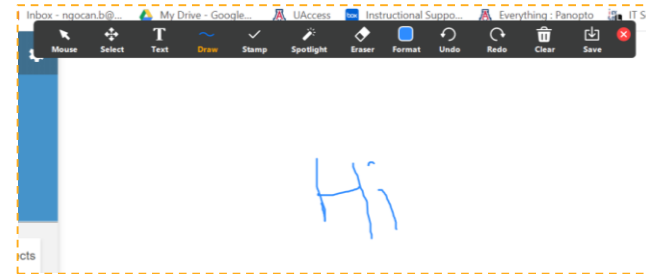 Inbox - ngocan.b@... My Drive - Google... UAccess box Instructional Suppo... Everything : Panopto IT S
Mouse Select Text Draw Stamp Spotlight Eraser Format Undo Redo Clear Save
Hi
cts